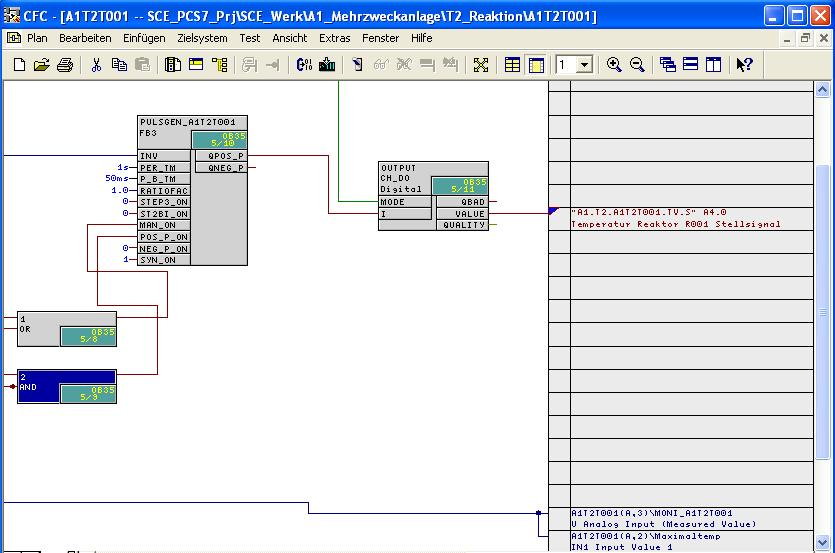 CFC - [A1T2T001 -- SCE_PCS7_Prj\SCE_Werk\A1_Mehrzweckanlage\T2_Reaktion\A1T2T001]
Plan Bearbeiten Einfügen Zielsystem Test Ansicht Extras Fenster Hilfe
1
PULSGEN_A1T2T001
FB3
OB35
5/10
INV QPOS_P
1s PER_TM QNEG_P
50ms P_B_TM
1.0 RATIOFAC
0 STEP3_ON
0 ST2BI_ON
MAN_ON
POS_P_ON
0 NEG_P_ON
1 SYN_ON
OUTPUT
CH_DO
Digital
OB35
5/11
MODE QBAD
I VALUE
QUALITY
"A1.T2.A1T2T001.TV.S" A4.0
Temperatur Reaktor R001 Stellsignal
1
OR
OB35
5/8
2
AND
OB35
5/9
A1T2T001(A,3)\MONI_A1T2T001
U Analog Input (Measured Value)
A1T2T001(A,2)\Maximaltemp
IN1 Input Value 1